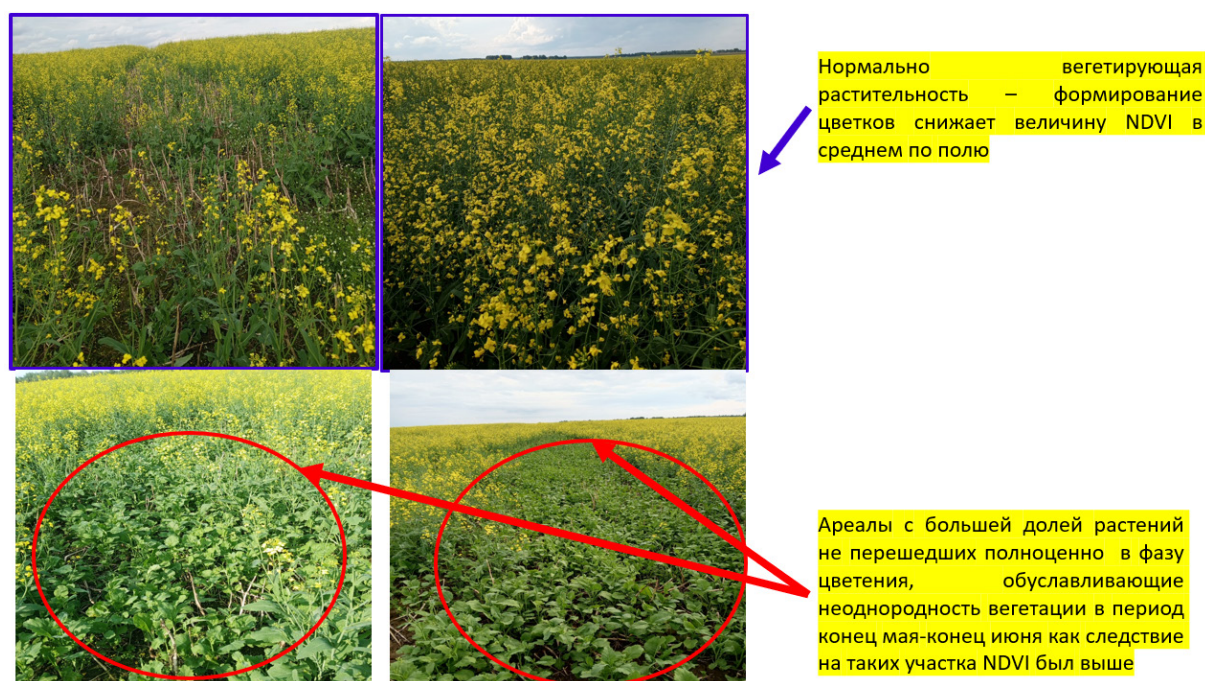 Нормально вегетирующая
растительность – формирование
цветков снижает величину NDVI в
среднем по полю
Ареалы с большей долей растений
не перешедших полноценно в фазу
цветения, обуславливающие
неоднородность вегетации в период
конец мая-конец июня как следствие
на таких участка NDVI был выше